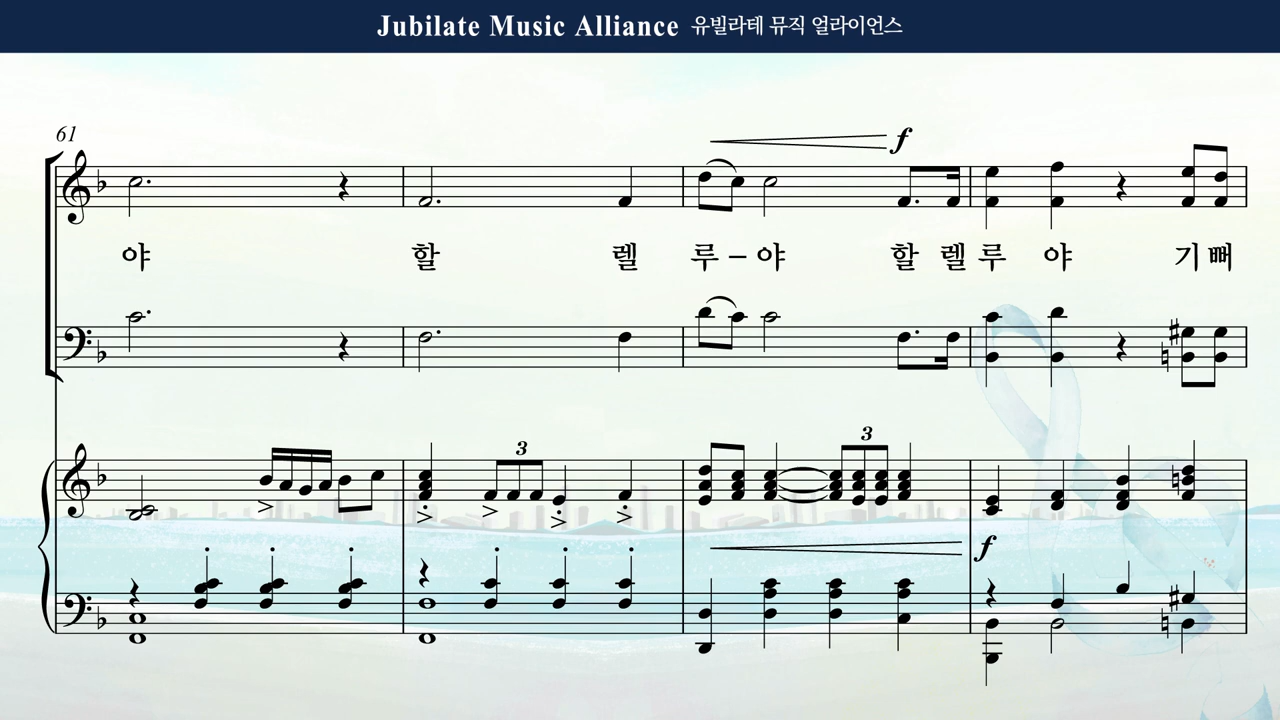 Jubilate Music Alliance 유빌라테 뮤직 얼라이언스
61
f
야 할 렐 루 – 야 할 렐 루 야 기 뻐
3 3
f